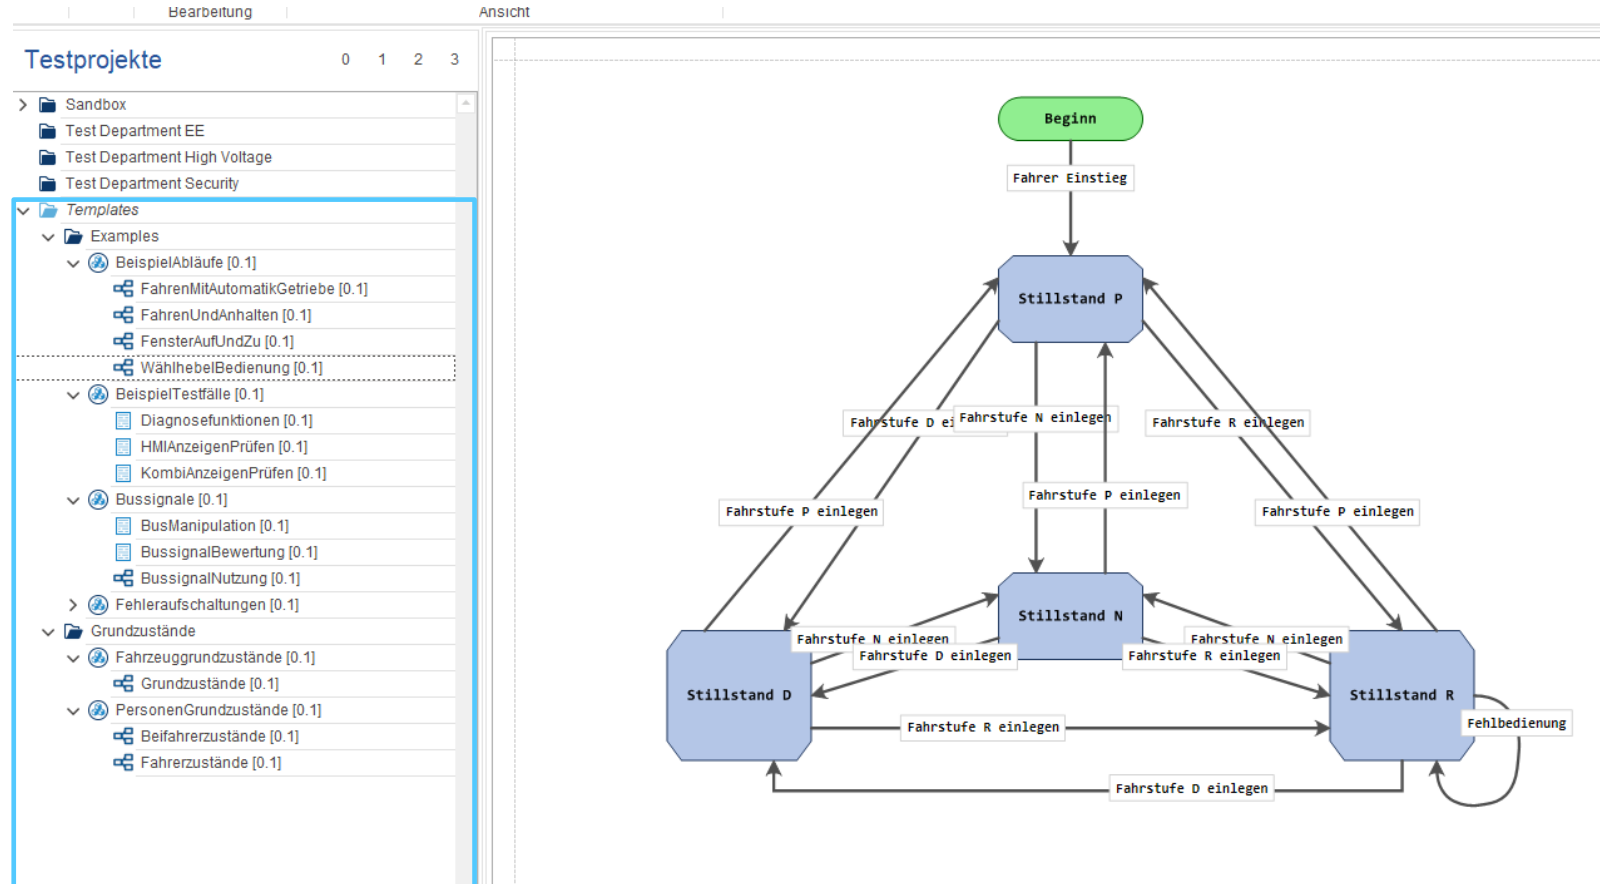 Bearbeitung
Ansicht
Testprojekte
0 1 2 3
Sandbox
Test Department EE
Test Department High Voltage
Test Department Security
Templates
Examples
BeispielAbläufe [0.1]
FahrenMitAutomatikGetriebe [0.1]
FahrenUndAnhalten [0.1]
FensterAufUndZu [0.1]
WählhebelBedienung [0.1]
BeispielTestfälle [0.1]
Diagnosefunktionen [0.1]
HMIAnzeigenPrüfen [0.1]
KombiAnzeigenPrüfen [0.1]
Bussignale [0.1]
BusManipulation [0.1]
BussignalBewertung [0.1]
BussignalNutzung [0.1]
Fehleraufschaltungen [0.1]
Grundzustände
Fahrzeuggrundzustände [0.1]
Grundzustände [0.1]
PersonenGrundzustände [0.1]
Beifahrerzustände [0.1]
Fahrerzustände [0.1]
Beginn
Fahrer Einstieg
Stillstand P
Fahrstufe D ei
Fahrstufe N einlegen
Fahrstufe R einlegen
Fahrstufe P einlegen
Fahrstufe P einlegen
Fahrstufe P einlegen
Stillstand N
Fahrstufe N einlegen
Fahrstufe N einlegen
Fahrstufe D einlegen
Fahrstufe R einlegen
Stillstand D
Stillstand R
Fahrstufe R einlegen
Fehlbedienung
Fahrstufe D einlegen